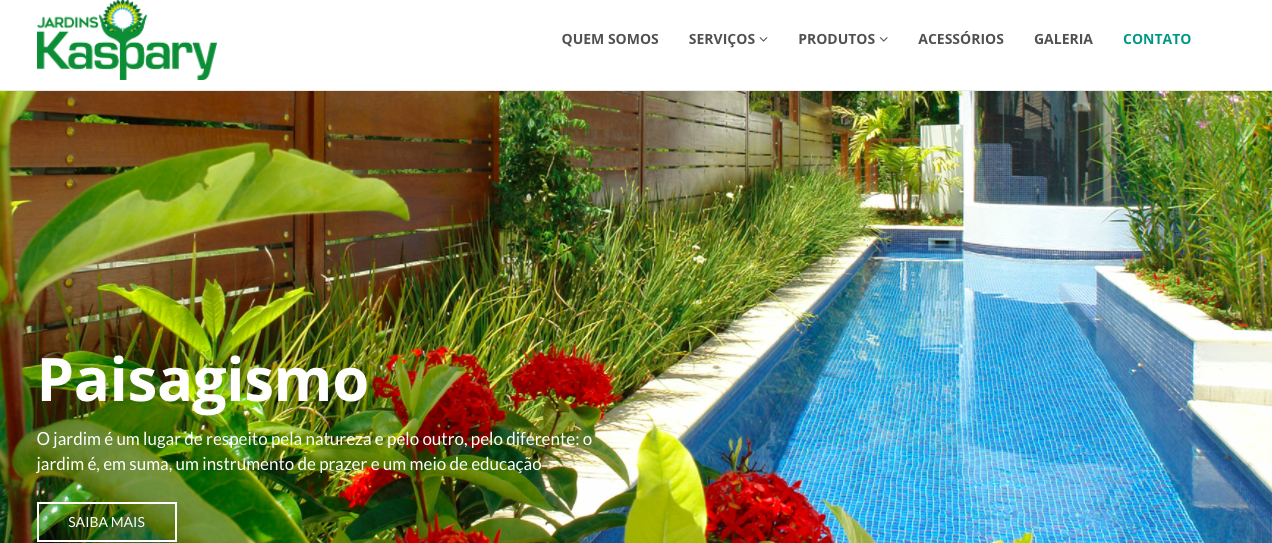 JARDINS
Kaspary
QUEM SOMOS SERVIÇOS PRODUTOS ACESSÓRIOS GALERIA CONTATO
Paisagismo
O jardim é um lugar de respeito pela natureza e pelo outro, pelo diferente: o
jardim é, em suma, um instrumento de prazer e um meio de educação
SAIBA MAIS